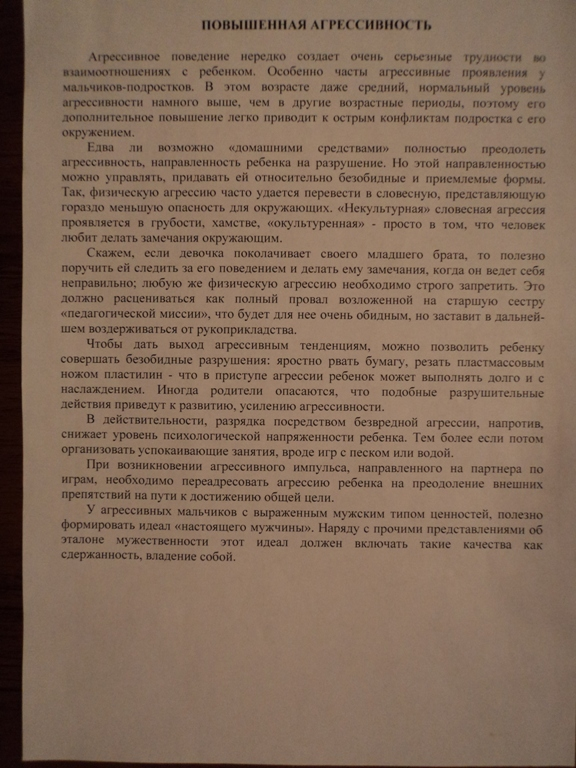 ПОВЫШЕННАЯ АГРЕССИВНОСТЬ
Агрессивное поведение нередко создает очень серьезные трудности во
взаимоотношениях с ребенком. Особенно часты агрессивные проявления у
мальчиков-подростков. В этом возрасте даже средний, нормальный уровень
агрессивности намного выше, чем в другие возрастные периоды, поэтому его
дополнительное повышение легко приводит к острым конфликтам подростка с его
окружением.
Едва ли возможно «домашними средствами» полностью преодолеть
агрессивность, направленность ребенка на разрушение. Но этой направленностью
можно управлять, придавать ей относительно безобидные и приемлемые формы.
Так, физическую агрессию часто удается перевести в словесную, представляющую
гораздо меньшую опасность для окружающих. «Некультурная» словесная агрессия
проявляется в грубости, хамстве, «окультуренная» - просто в том, что человек
любит делать замечания окружающим.
Скажем, если девочка поколачивает своего младшего брата, то полезно
поручить ей следить за его поведением и делать ему замечания, когда он ведет себя
неправильно; любую же физическую агрессию необходимо строго запретить. Это
должно расцениваться как полный провал возложенной на старшую сестру
«педагогической миссии», что будет для нее очень обидным, но заставит в дальней-
шем воздерживаться от рукоприкладства.
Чтобы дать выход агрессивным тенденциям, можно позволить ребенку
совершать безобидные разрушения: яростно рвать бумагу, резать пластмассовым
ножом пластилин - что в приступе агрессии ребенок может выполнять долго и с
наслаждением. Иногда родители опасаются, что подобные разрушительные
действия приведут к развитию, усилению агрессивности.
В действительности, разрядка посредством безвредной агрессии, напротив,
снижает уровень психологической напряженности ребенка. Тем более если потом
организовать успокаивающие занятия, вроде игр с песком или водой.
При возникновении агрессивного импульса, направленного на партнера по
играм, необходимо переадресовать агрессию ребенка на преодоление внешних
препятствий на пути к достижению общей цели.
У агрессивных мальчиков с выраженным мужским типом ценностей, полезно
формировать идеал «настоящего мужчины». Наряду с прочими представлениями об
эталоне мужественности этот идеал должен включать такие качества как
сдержанность, владение собой.